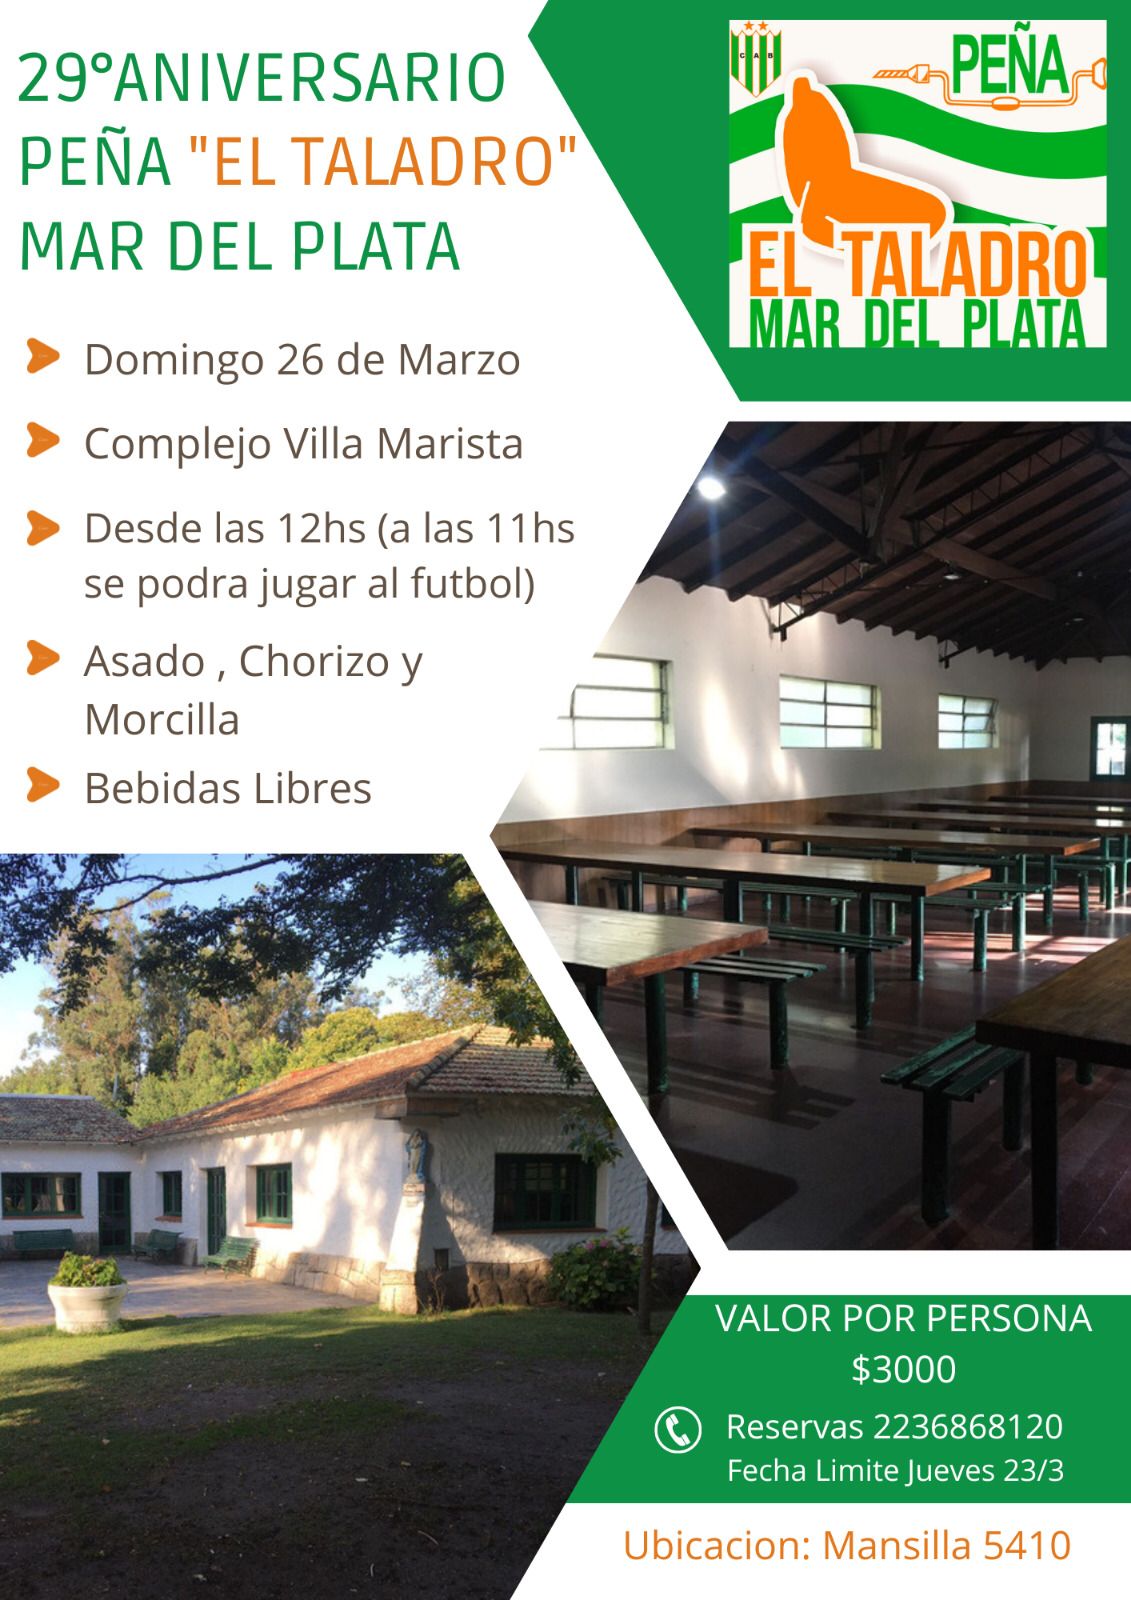 29°ANIVERSARIO
PEÑA "EL TALADRO"
MAR DEL PLATA
Domingo 26 de Marzo
Complejo Villa Marista
Desde las 12hs (a las 11hs
se podra jugar al futbol)
Asado , Chorizo y
Morcilla
Bebidas Libres
C A B
PEÑA
EL TALADRO
MAR DEL PLATA
VALOR POR PERSONA
$3000
Reservas 2236868120
Fecha Limite Jueves 23/3
Ubicacion: Mansilla 5410